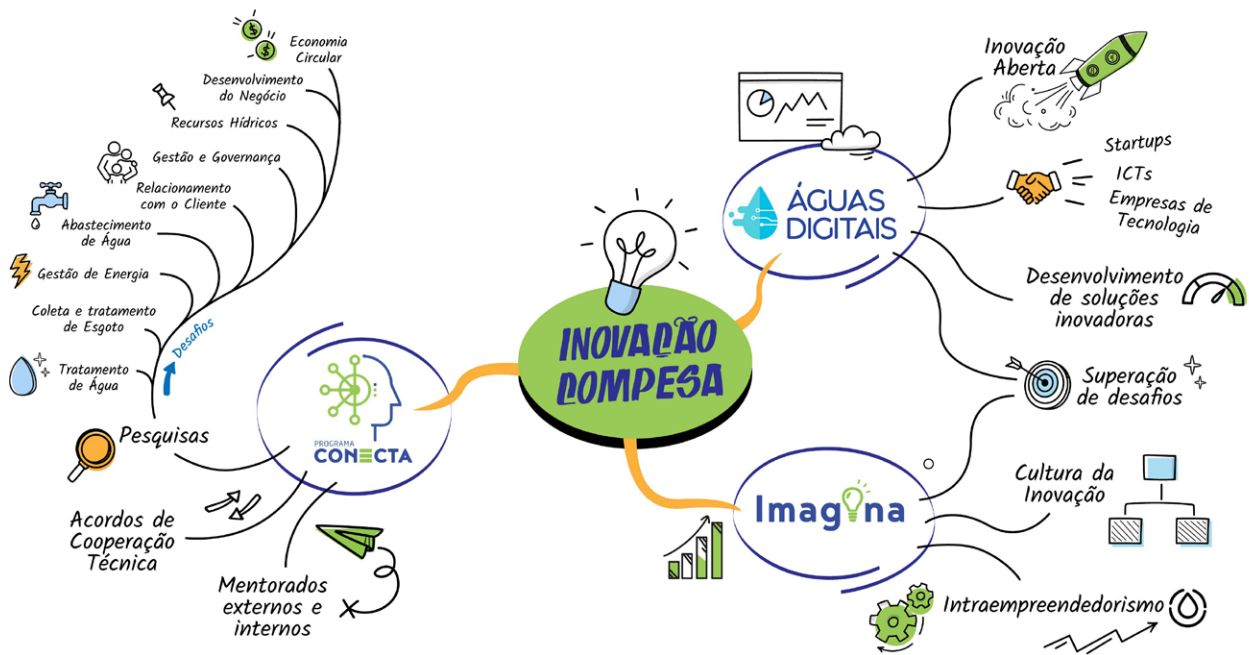 INOVAÇÃO
COMPESA
ÁGUAS
DIGITAIS
Inovação
Aberta
Startups
ICTs
Empresas de
Tecnologia
Desenvolvimento
de soluções
inovadoras
Superação
de desafios
Imagina
Cultura da
Inovação
Intraempreendedorismo
PROGRAMA
CONECTA
Pesquisas
Desafios
Economia
Circular
Desenvolvimento
do Negócio
Recursos Hídricos
Gestão e Governança
Relacionamento
com o Cliente
Abastecimento
de Água
Gestão de Energia
Coleta e tratamento
de Esgoto
Tratamento
de Água
Acordos de
Cooperação
Técnica
Mentorados
externos e
internos